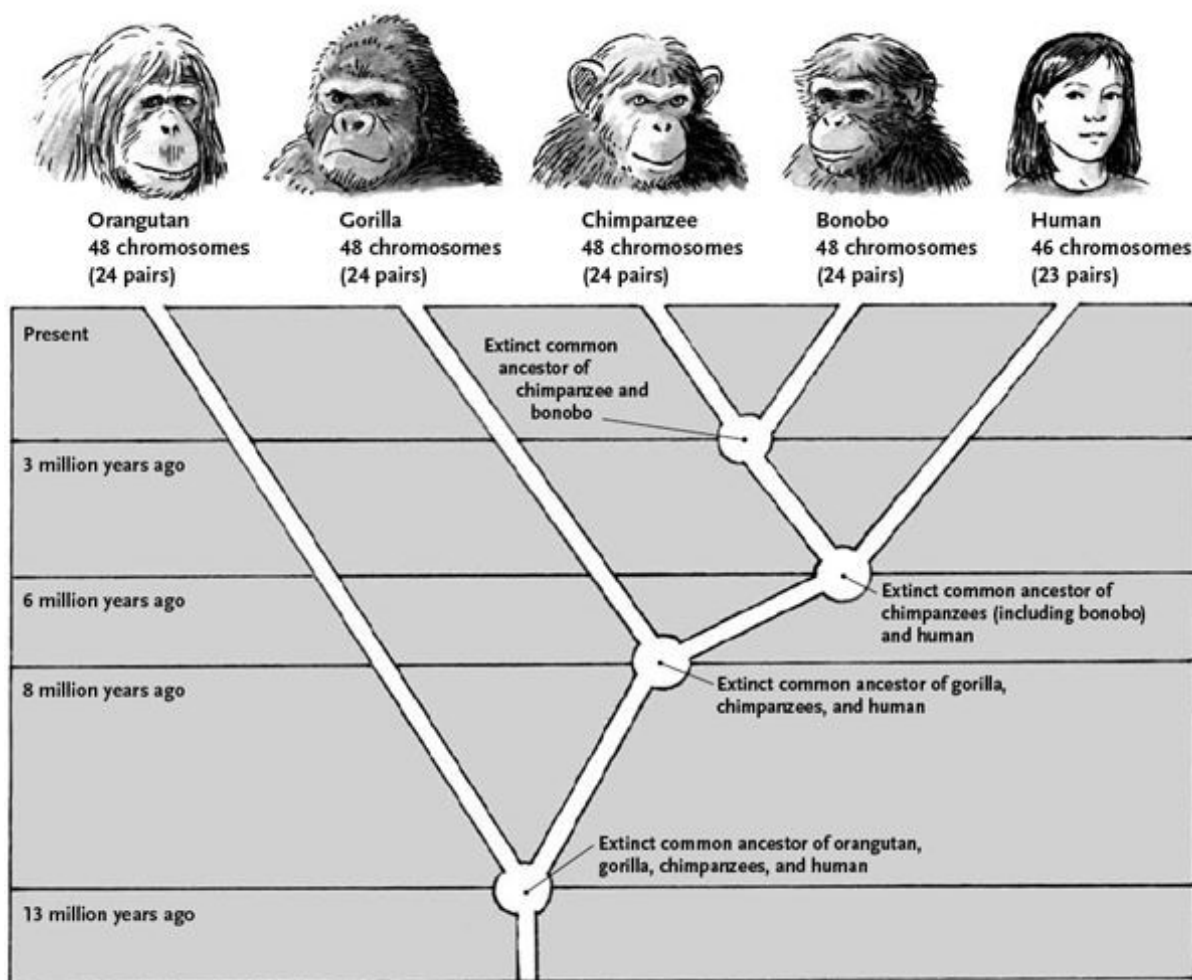 Orangutan
48 chromosomes
(24 pairs)
Gorilla
48 chromosomes
(24 pairs)
Chimpanzee
48 chromosomes
(24 pairs)
Bonobo
48 chromosomes
(24 pairs)
Human
46 chromosomes
(23 pairs)
Present
Extinct common
ancestor of
chimpanzee and
bonobo
3 million years ago
6 million years ago
Extinct common ancestor of
chimpanzees (including bonobo)
and human
8 million years ago
Extinct common ancestor of gorilla,
chimpanzees, and human
Extinct common ancestor of orangutan,
gorilla, chimpanzees, and human
13 million years ago